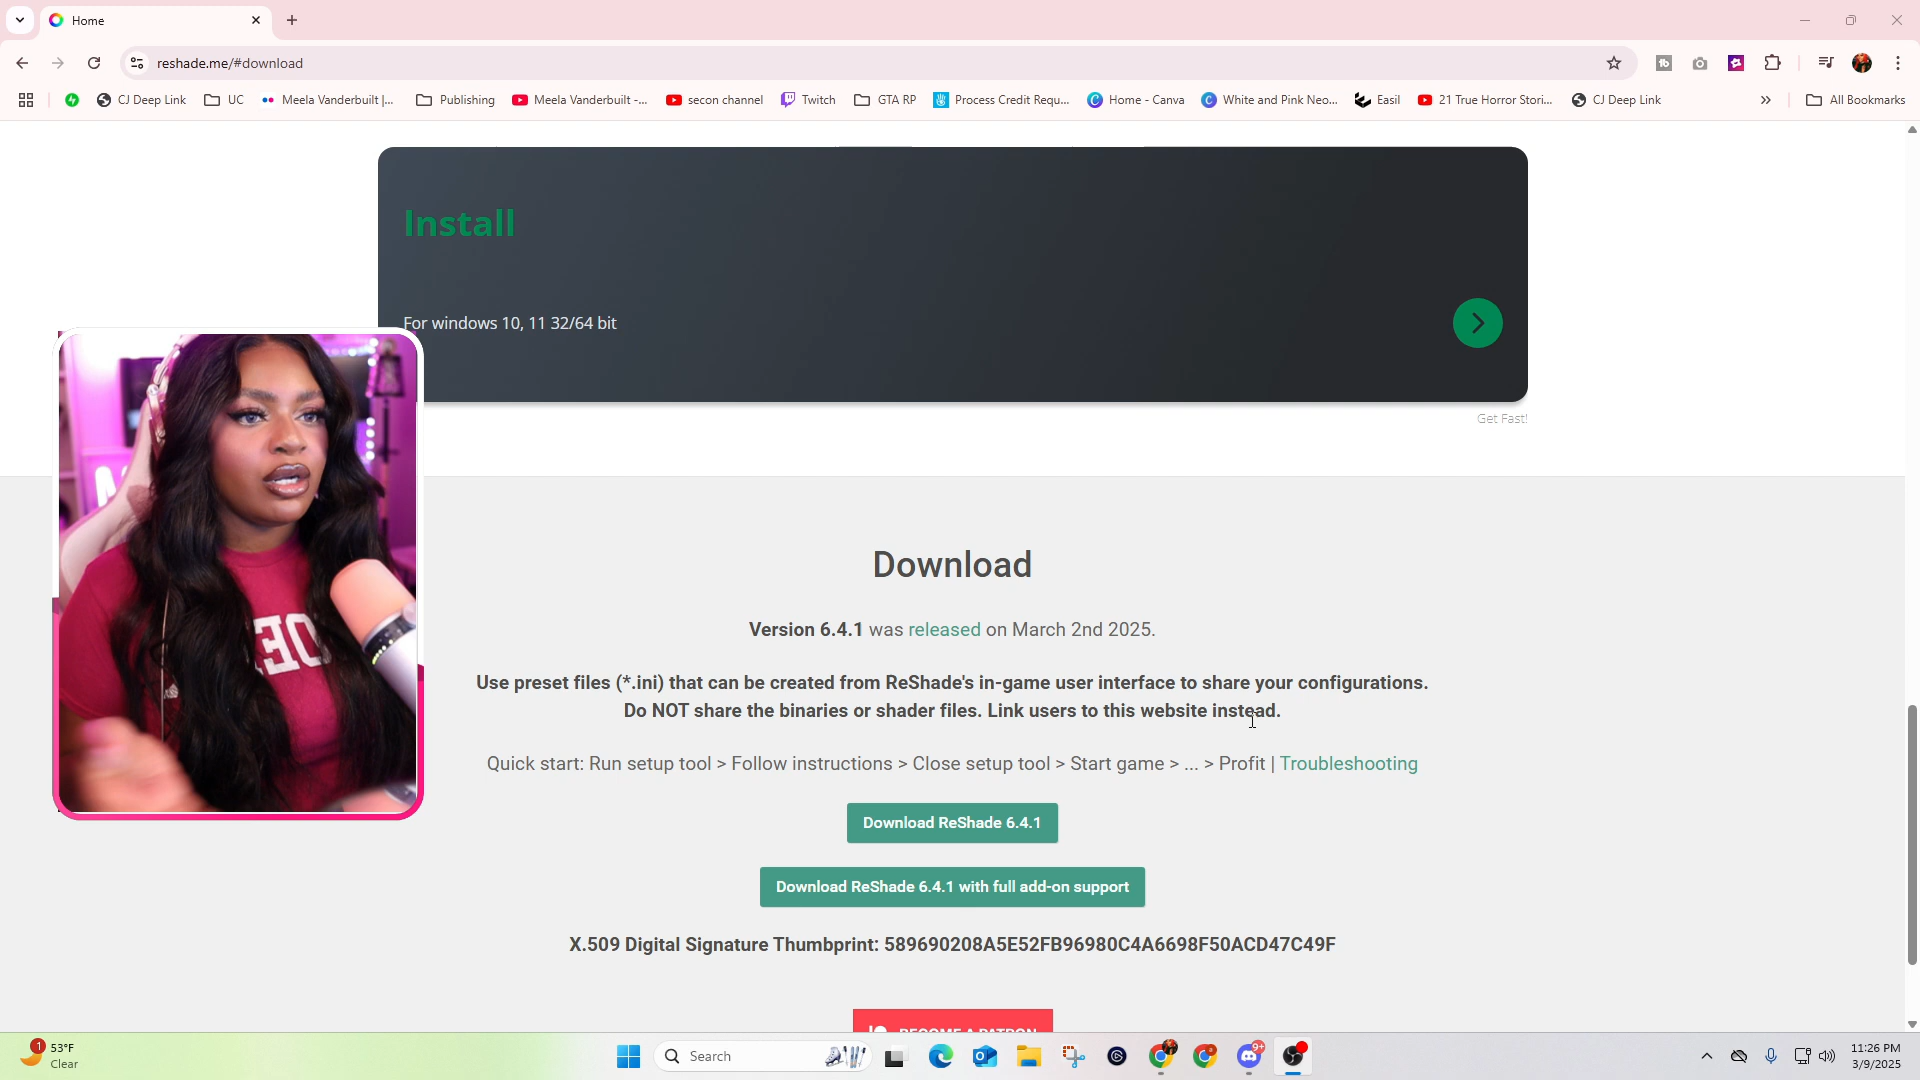 Home
reshade.me/#download
CJ Deep Link
UC
Meela Vanderbuilt |...
Publishing
Meela Vanderbuilt -...
secon channel
Twitch
GTA RP
Process Credit Requ...
Home - Canva
White and Pink Neo...
Easil
21 True Horror Stori...
CJ Deep Link
All Bookmarks
Install
For windows 10, 11 32/64 bit
Get Fast!
Download
Version 6.4.1 was released on March 2nd 2025.
Use preset files (*.ini) that can be created from ReShade's in-game user interface to share your configurations.
Do NOT share the binaries or shader files. Link users to this website instead.
Quick start: Run setup tool > Follow instructions > Close setup tool > Start game > ... > Profit | Troubleshooting
Download ReShade 6.4.1
Download ReShade 6.4.1 with full add-on support
X.509 Digital Signature Thumbprint: 589690208A5E52FB96980C4A6698F50ACD47C49F
BECOME A PATRON
1
53°F
Clear
Search
9+
11:26 PM
3/9/2025